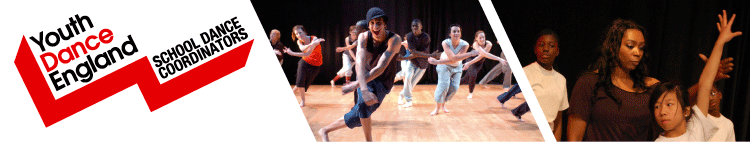 Youth
Dance
England
SCHOOL DANCE
COORDINATORS